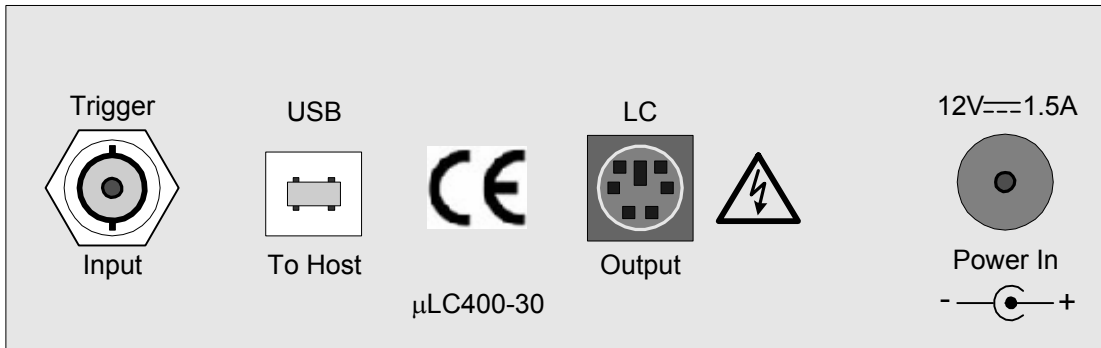 Trigger
USB
LC
12V⎓1.5A
CE
Input
To Host
Output
Power In
μLC400-30
- +